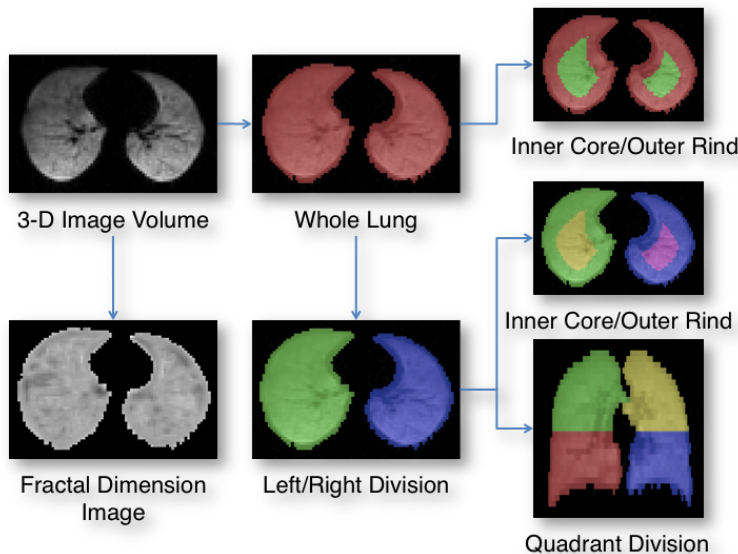 Inner Core/Outer Rind
3-D Image Volume
Whole Lung
Inner Core/Outer Rind
Fractal Dimension
Image
Left/Right Division
Quadrant Division